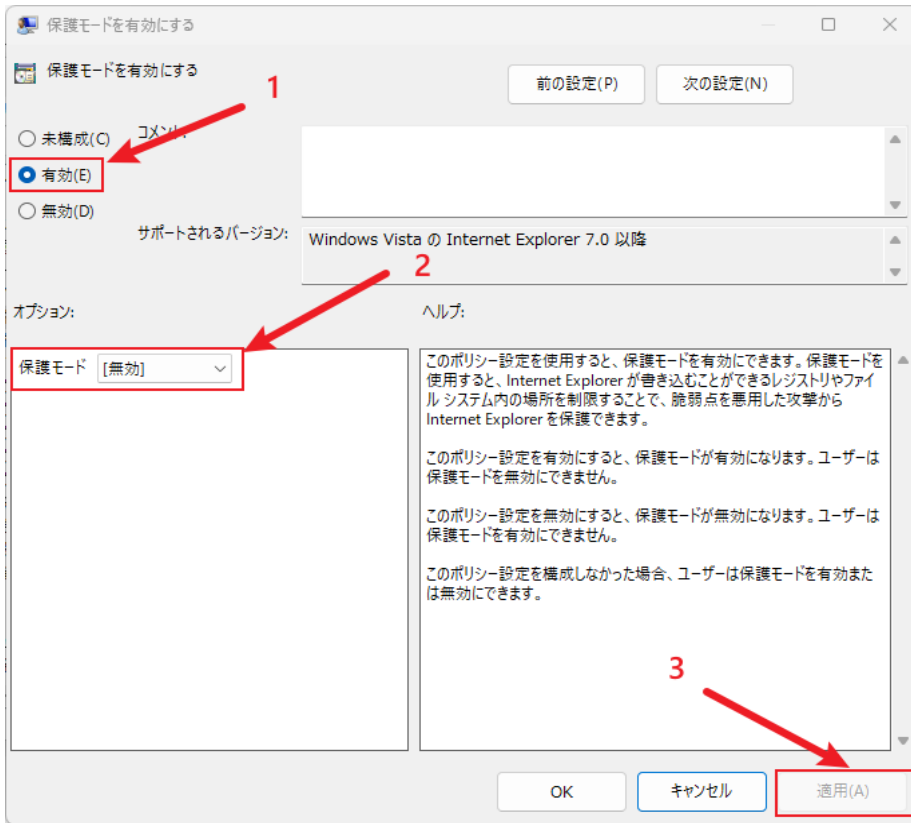 保護モードを有効にする
保護モードを有効にする
前の設定(P)
次の設定(N)
1
未構成(C)
コメント:
有効(E)
無効(D)
サポートされるバージョン:
Windows Vista の Internet Explorer 7.0 以降
2
オプション:
ヘルプ:
保護モード [無効]
このポリシー設定を使用すると、保護モードを有効にできます。保護モードを
使用すると、Internet Explorer が書き込むことができるレジストリやファイ
ル システム内の場所を制限することで、脆弱点を悪用した攻撃から
Internet Explorer を保護できます。
このポリシー設定を有効にすると、保護モードが有効になります。ユーザーは
保護モードを無効にできません。
このポリシー設定を無効にすると、保護モードが無効になります。ユーザーは
保護モードを有効にできません。
このポリシー設定を構成しなかった場合、ユーザーは保護モードを有効また
は無効にできます。
3
OK
キャンセル
適用(A)